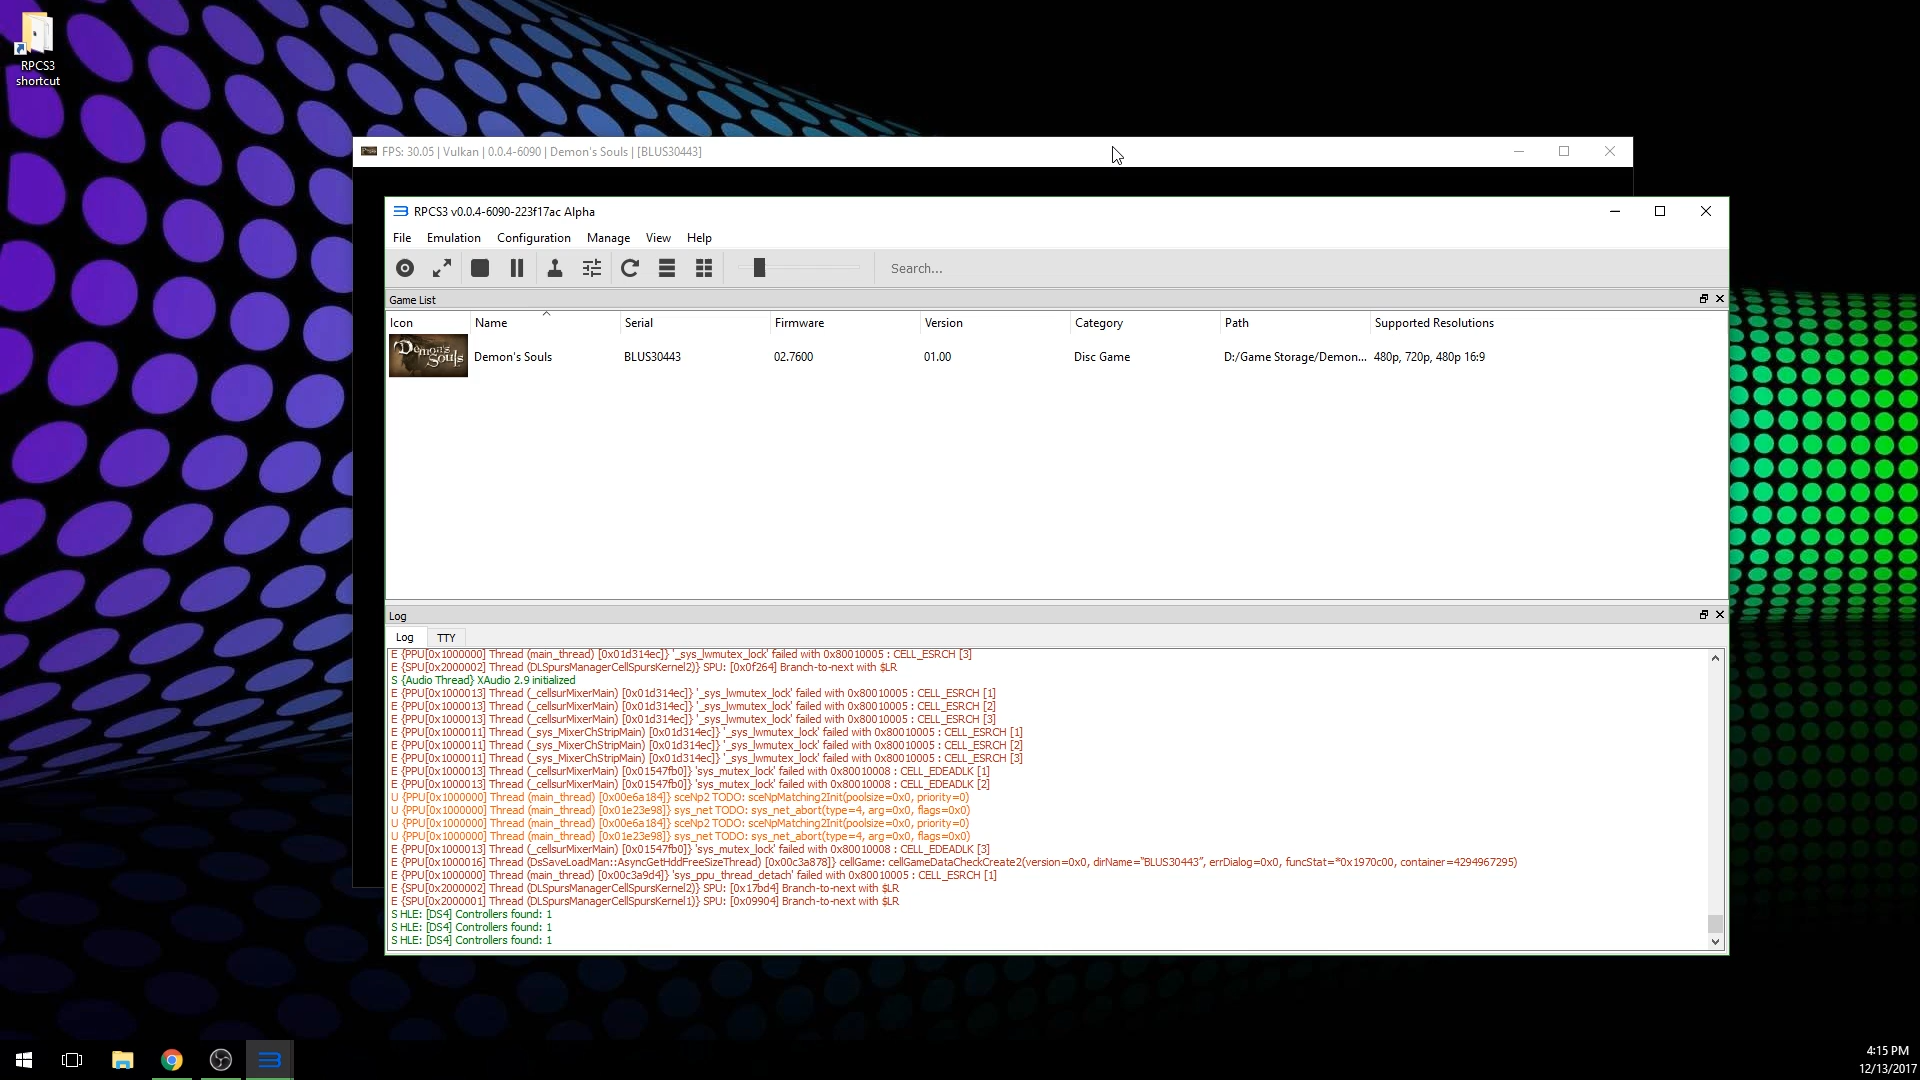 RPCS3
shortcut
FPS: 30.05 | Vulkan | 0.0.4-6090 | Demon's Souls | [BLUS30443]
RPCS3 v0.0.4-6090-223f17ac Alpha
File Emulation Configuration Manage View Help
Search...
Game List
Icon Name Serial Firmware Version Category Path Supported Resolutions
Demon's Souls
Demon's Souls BLUS30443 02.7600 01.00 Disc Game D:/Game Storage/Demon... 480p, 720p, 480p 16:9
Log
Log TTY
E {PPU[0x1000000] Thread (main_thread) [0x01d314ec]} '_sys_lwmutex_lock' failed with 0x80010005 : CELL_ESRCH [3]
E {SPU[0x2000002] Thread (DLSpursManagerCellSpursKernel2)} SPU: [0x0f264] Branch-to-next with $LR
S {Audio Thread} XAudio 2.9 initialized
E {PPU[0x1000013] Thread (_cellsurMixerMain) [0x01d314ec]} '_sys_lwmutex_lock' failed with 0x80010005 : CELL_ESRCH [1]
E {PPU[0x1000013] Thread (_cellsurMixerMain) [0x01d314ec]} '_sys_lwmutex_lock' failed with 0x80010005 : CELL_ESRCH [2]
E {PPU[0x1000013] Thread (_cellsurMixerMain) [0x01d314ec]} '_sys_lwmutex_lock' failed with 0x80010005 : CELL_ESRCH [3]
E {PPU[0x1000011] Thread (_sys_MixerChStripMain) [0x01d314ec]} '_sys_lwmutex_lock' failed with 0x80010005 : CELL_ESRCH [1]
E {PPU[0x1000011] Thread (_sys_MixerChStripMain) [0x01d314ec]} '_sys_lwmutex_lock' failed with 0x80010005 : CELL_ESRCH [2]
E {PPU[0x1000011] Thread (_sys_MixerChStripMain) [0x01d314ec]} '_sys_lwmutex_lock' failed with 0x80010005 : CELL_ESRCH [3]
E {PPU[0x1000013] Thread (_cellsurMixerMain) [0x01547fb0]} 'sys_mutex_lock' failed with 0x80010008 : CELL_EDEADLK [1]
E {PPU[0x1000013] Thread (_cellsurMixerMain) [0x01547fb0]} 'sys_mutex_lock' failed with 0x80010008 : CELL_EDEADLK [2]
U {PPU[0x1000000] Thread (main_thread) [0x00e6a184]} sceNp2 TODO: sceNpMatching2Init(poolsize=0x0, priority=0)
U {PPU[0x1000000] Thread (main_thread) [0x01e23e98]} sys_net TODO: sys_net_abort(type=4, arg=0x0, flags=0x0)
U {PPU[0x1000000] Thread (main_thread) [0x00e6a184]} sceNp2 TODO: sceNpMatching2Init(poolsize=0x0, priority=0)
U {PPU[0x1000000] Thread (main_thread) [0x01e23e98]} sys_net TODO: sys_net_abort(type=4, arg=0x0, flags=0x0)
E {PPU[0x1000013] Thread (_cellsurMixerMain) [0x01547fb0]} 'sys_mutex_lock' failed with 0x80010008 : CELL_EDEADLK [3]
E {PPU[0x1000016] Thread (DsSaveLoadMan::AsyncGetHddFreeSizeThread) [0x00c3a878]} cellGame: cellGameDataCheckCreate2(version=0x0, dirName="BLUS30443", errDialog=0x0, funcStat=*0x1970c00, container=4294967295)
E {PPU[0x1000000] Thread (main_thread) [0x00c3a9d4]} 'sys_ppu_thread_detach' failed with 0x80010005 : CELL_ESRCH [1]
E {SPU[0x2000002] Thread (DLSpursManagerCellSpursKernel2)} SPU: [0x17bd4] Branch-to-next with $LR
E {SPU[0x2000001] Thread (DLSpursManagerCellSpursKernel1)} SPU: [0x09904] Branch-to-next with $LR
S HLE: [DS4] Controllers found: 1
S HLE: [DS4] Controllers found: 1
S HLE: [DS4] Controllers found: 1
4:15 PM
12/13/2017